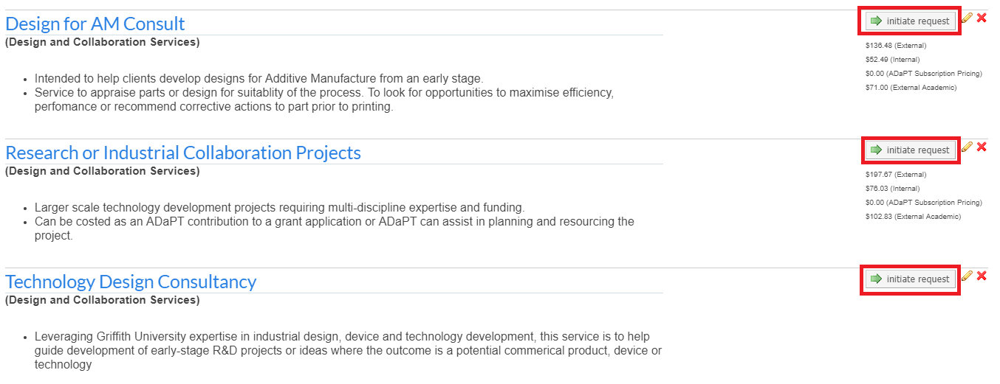 Design for AM Consult
initiate request
(Design and Collaboration Services)
$136.48 (External)
$52.49 (Internal)
$0.00 (ADaPT Subscription Pricing)
$71.00 (External Academic)
• Intended to help clients develop designs for Additive Manufacture from an early stage.
• Service to appraise parts or design for suitablity of the process. To look for opportunities to maximise efficiency,
perfomance or recommend corrective actions to part prior to printing.
Research or Industrial Collaboration Projects
initiate request
(Design and Collaboration Services)
$197.67 (External)
$76.03 (Internal)
$0.00 (ADaPT Subscription Pricing)
$102.83 (External Academic)
• Larger scale technology development projects requiring multi-discipline expertise and funding.
• Can be costed as an ADaPT contribution to a grant application or ADaPT can assist in planning and resourcing the
project.
Technology Design Consultancy
initiate request
(Design and Collaboration Services)
• Leveraging Griffith University expertise in industrial design, device and technology development, this service is to help
guide development of early-stage R&D projects or ideas where the outcome is a potential commerical product, device or
technology